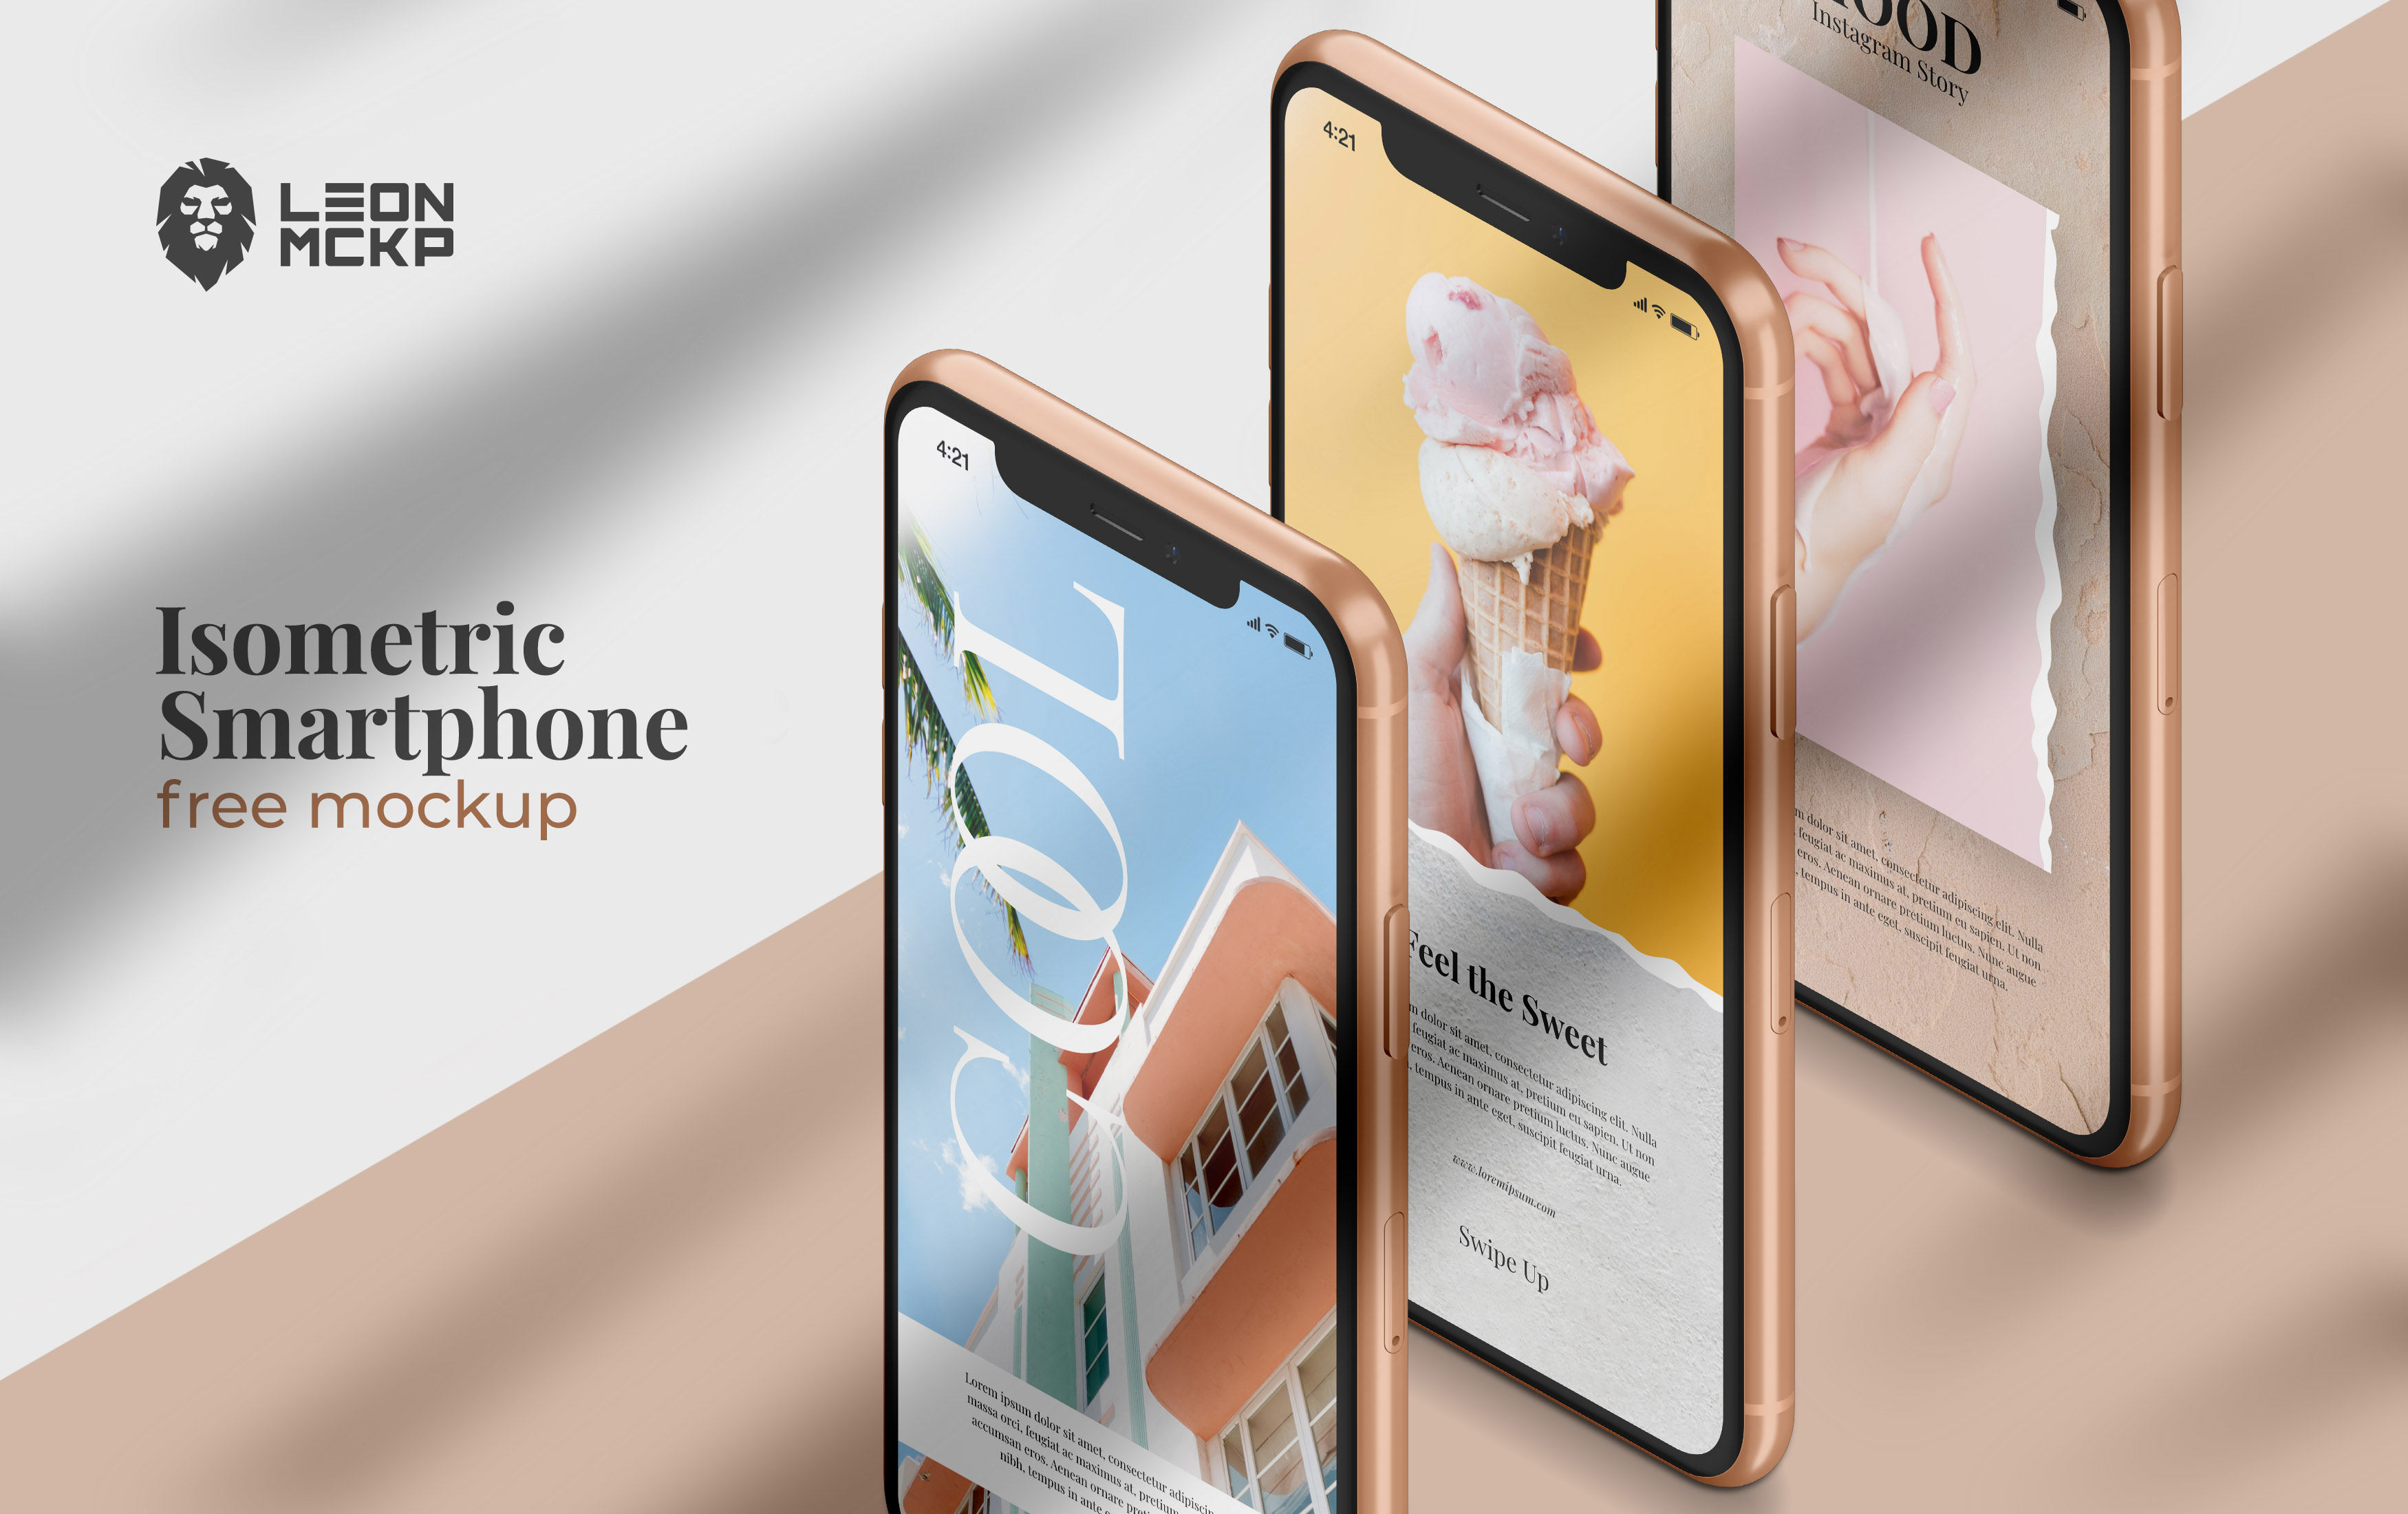 LEON
MCKP
Isometric
Smartphone
free mockup
4:21
COOL
Lorem ipsum dolor sit amet, consectetur
massa orci, feugiat ac maximus at, pretium
accumsan eros. Aenean ornare
nibh, tempus in ante
4:21
Feel the Sweet
dolor sit amet, consectetur adipiscing elit. Nulla
feugiat ac maximus at, pretium eu sapien. Ut non
eros. Aenean ornare pretium luctus. Nunc augue
tempus in ante eget, suscipit feugiat urna.
www.loremipsum.com
Swipe Up
Instagram Story
dolor sit amet, consectetur adipiscing elit. Nulla
feugiat ac maximus at, pretium eu sapien. Ut non
eros. Aenean ornare pretium luctus. Nunc augue
tempus in ante eget, suscipit feugiat urna.